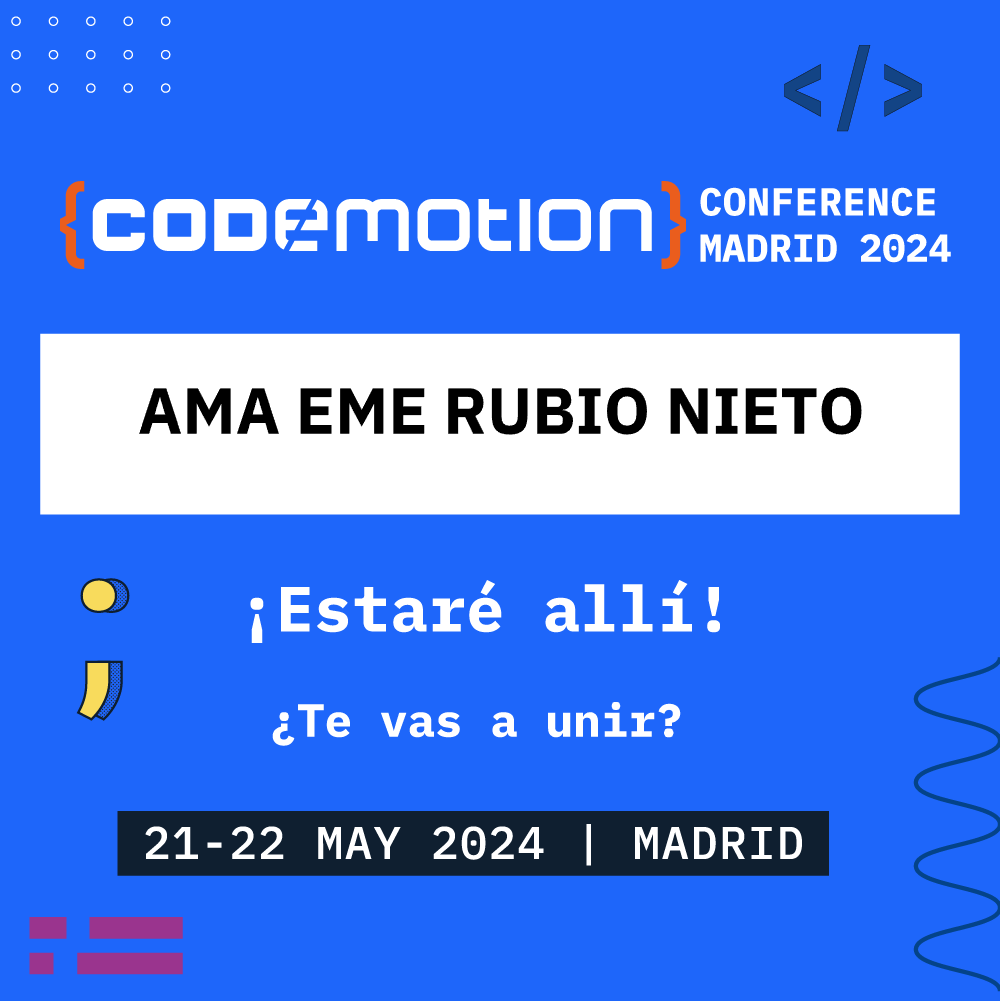 </>
{CODEMOTION} CONFERENCE
MADRID 2024
AMA EME RUBIO NIETO
¡Estaré allí!
¿Te vas a unir?
21-22 MAY 2024 | MADRID